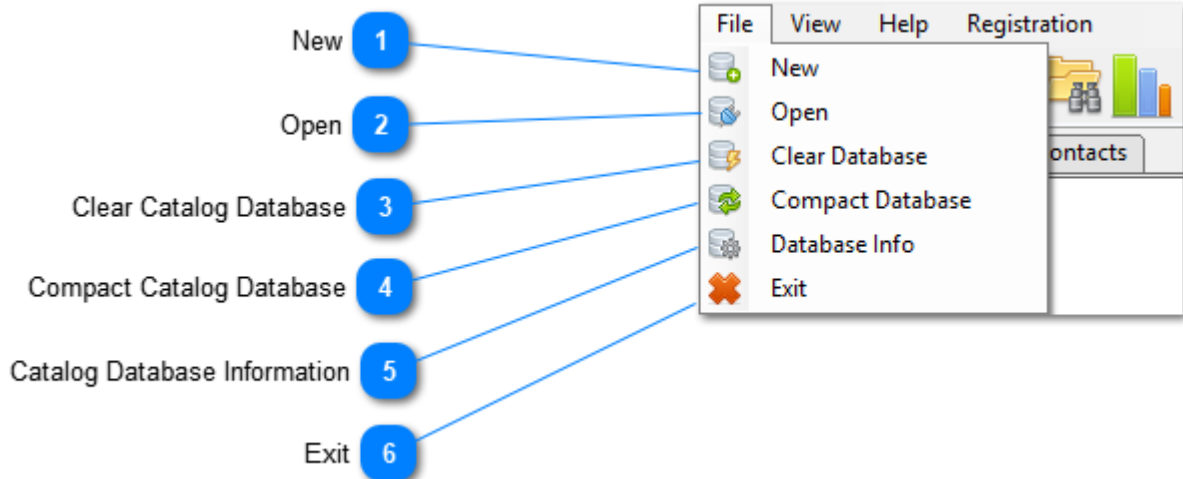 New 1
Open 2
Clear Catalog Database 3
Compact Catalog Database 4
Catalog Database Information 5
Exit 6
File View Help Registration
New
Open
Clear Database
ontacts
Compact Database
Database Info
Exit